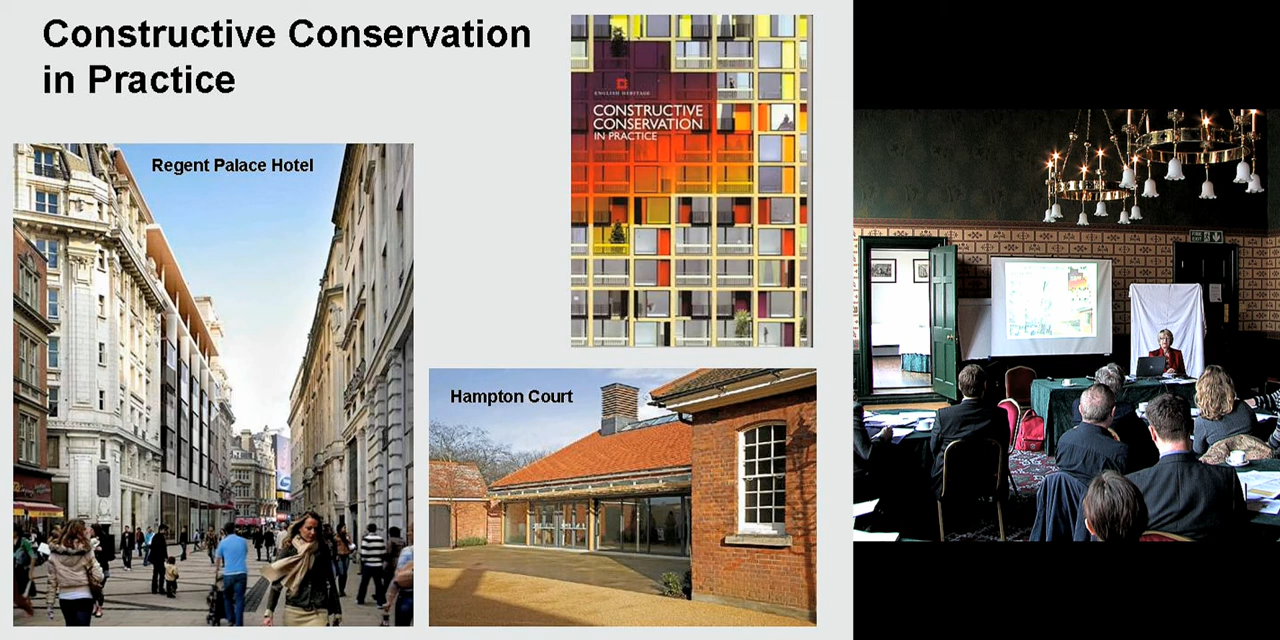 Constructive Conservation
in Practice
Regent Palace Hotel
ENGLISH HERITAGE
CONSTRUCTIVE
CONSERVATION
IN PRACTICE
Hampton Court